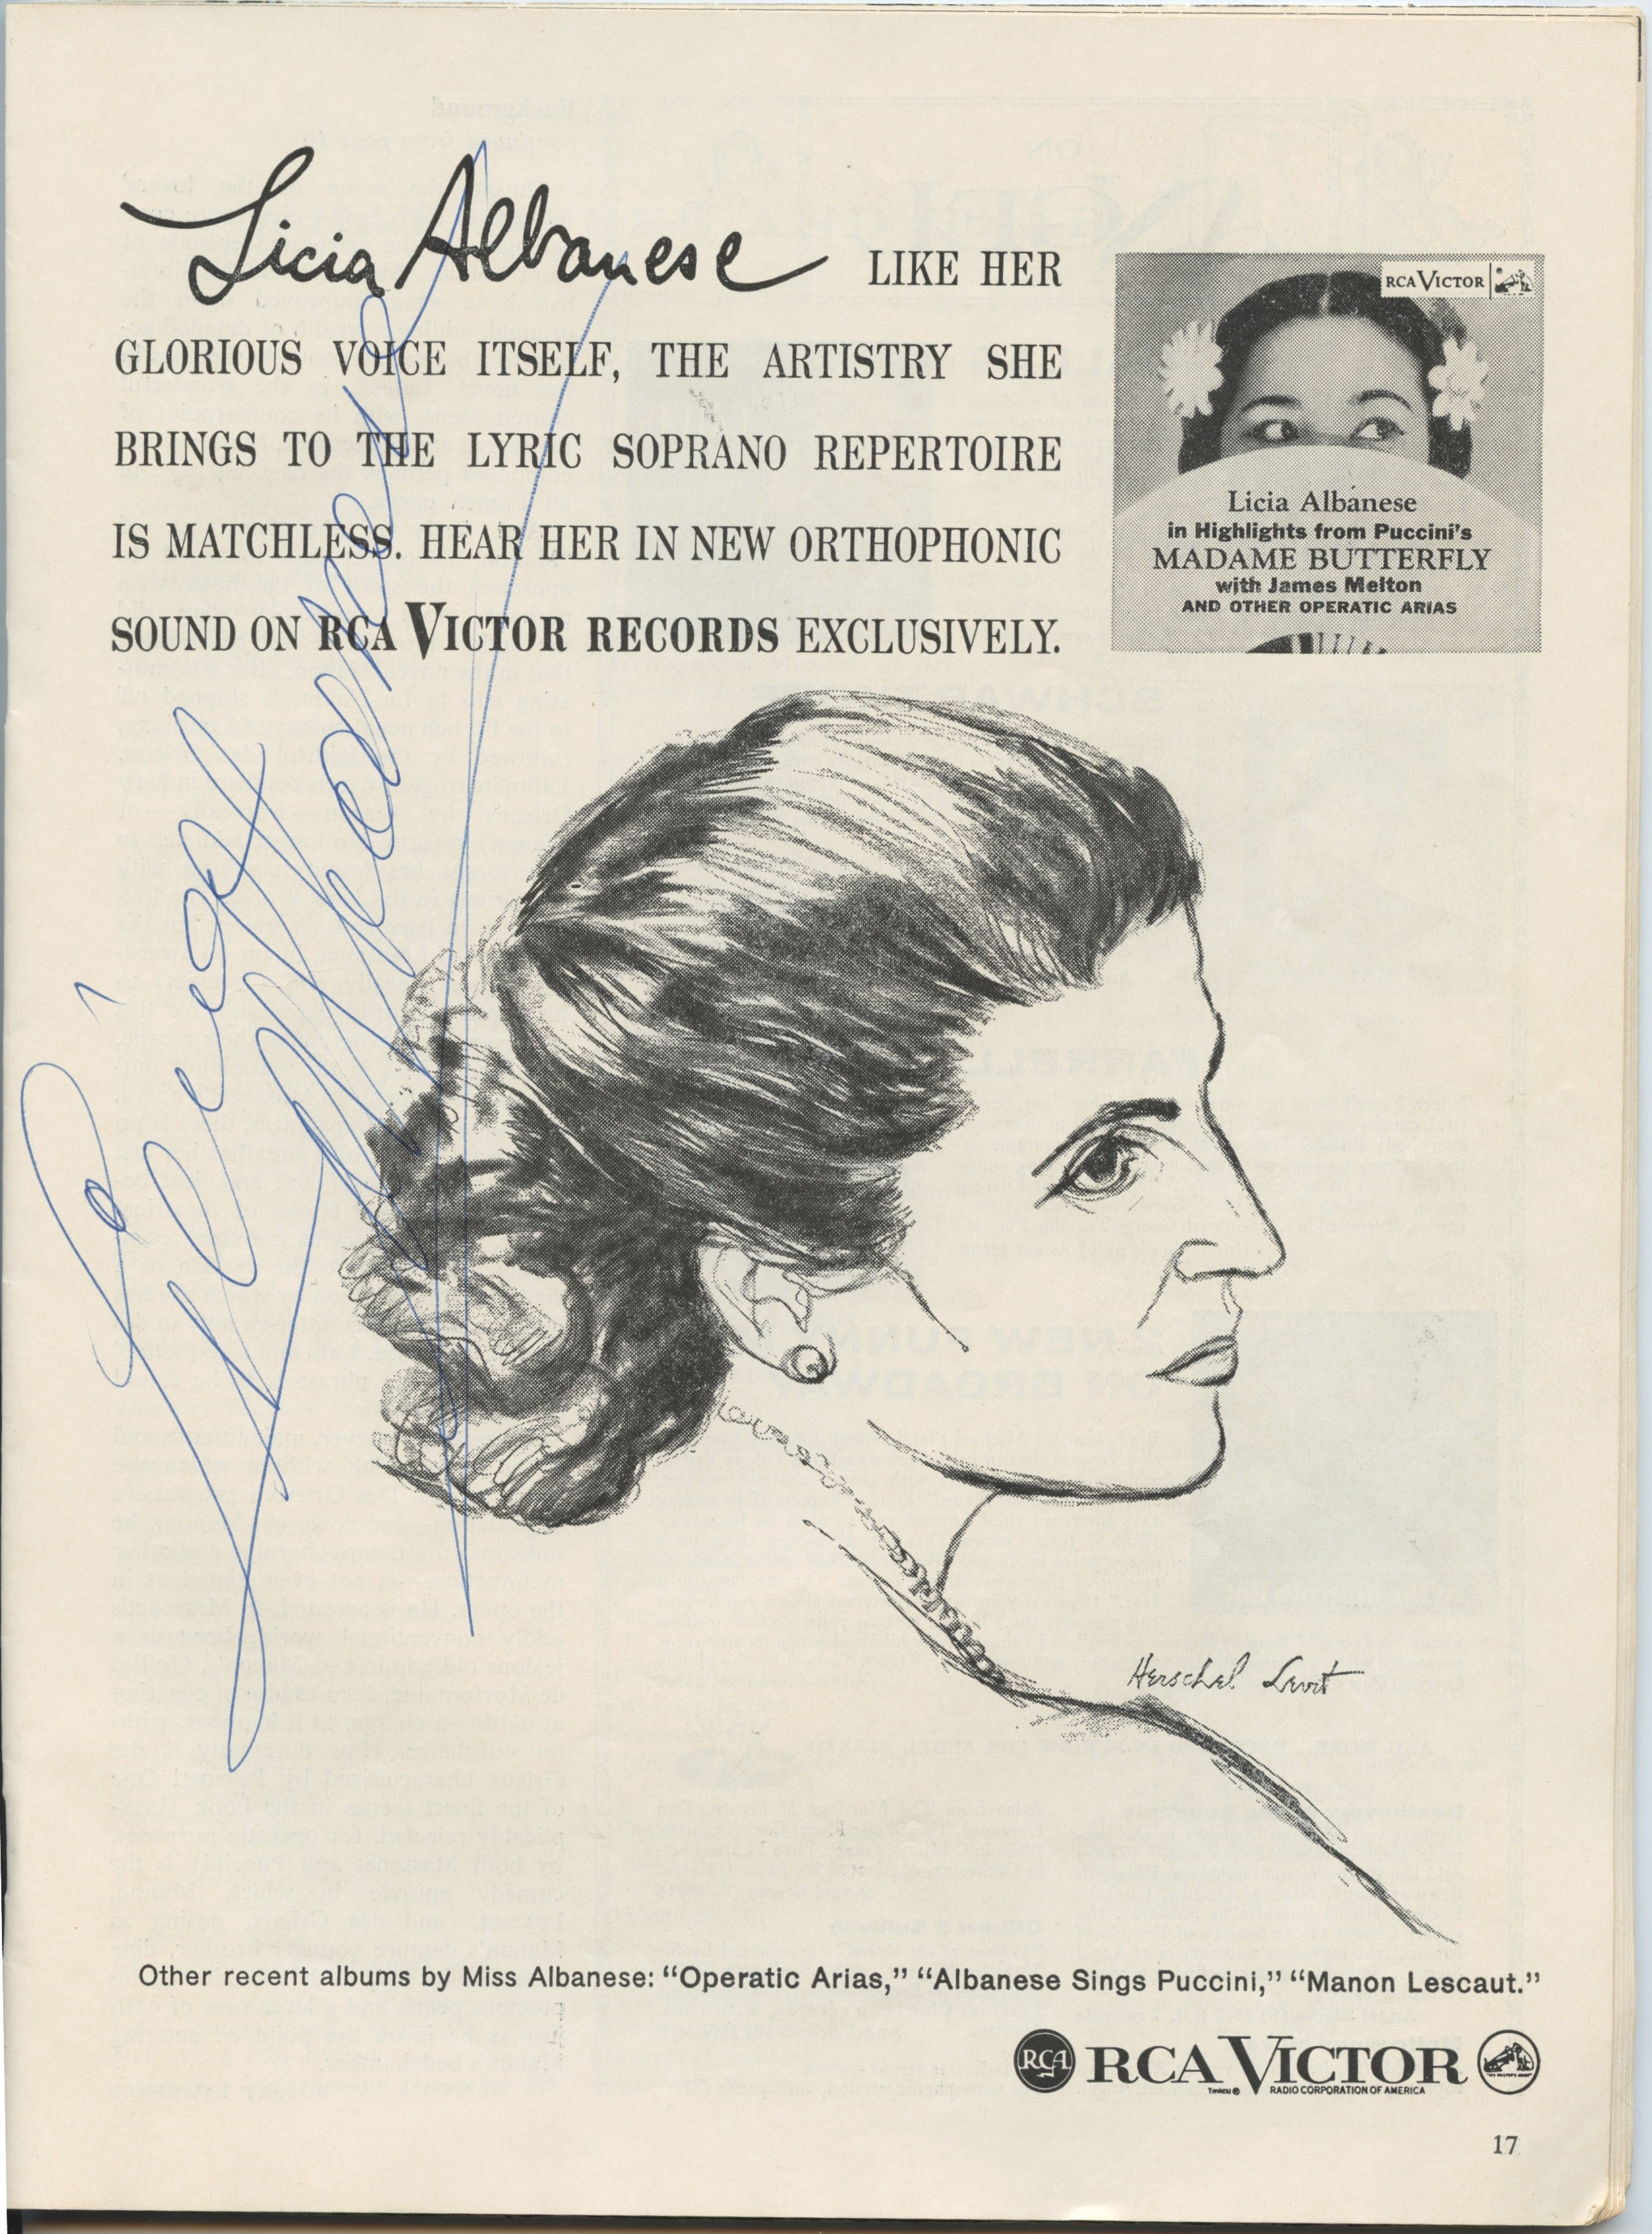 Licia Albanese LIKE HER
GLORIOUS VOICE ITSELF, THE ARTISTRY SHE
BRINGS TO THE LYRIC SOPRANO REPERTOIRE
IS MATCHLESS. HEAR HER IN NEW ORTHOPHONIC
SOUND ON RCA VICTOR RECORDS EXCLUSIVELY.
RCA VICTOR
Licia Albanese
in Highlights from Puccini's
MADAME BUTTERFLY
with James Melton
AND OTHER OPERATIC ARIAS
Licia Albanese
Herschel Levit
Other recent albums by Miss Albanese: “Operatic Arias,” “Albanese Sings Puccini,” “Manon Lescaut.”
RCA RCA VICTOR
RADIO CORPORATION OF AMERICA
17